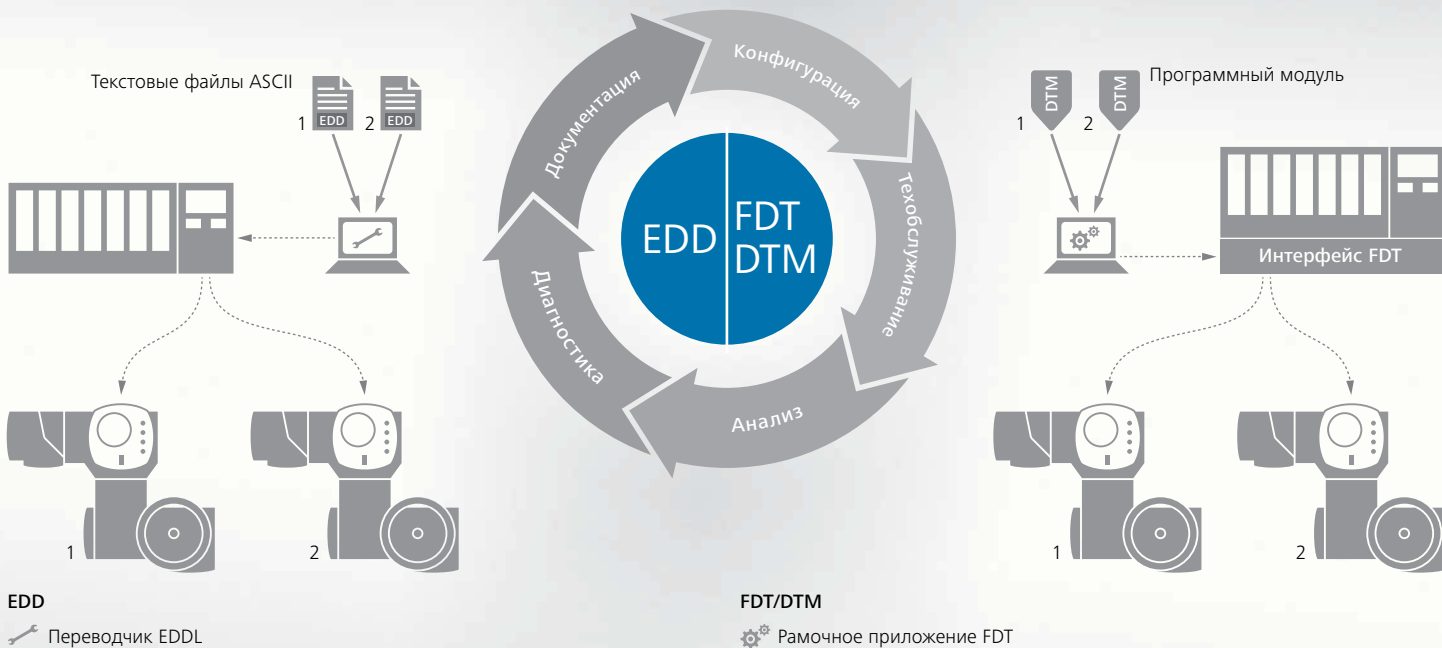 Текстовые файлы ASCII
1 EDD
2 EDD
1
2
EDD
Переводчик EDDL
Конфигурация
Техобслуживание
Анализ
Диагностика
Документация
EDD
FDT
DTM
Программный модуль
1 DTM
2 DTM
Интерфейс FDT
1
2
FDT/DTM
Рамочное приложение FDT